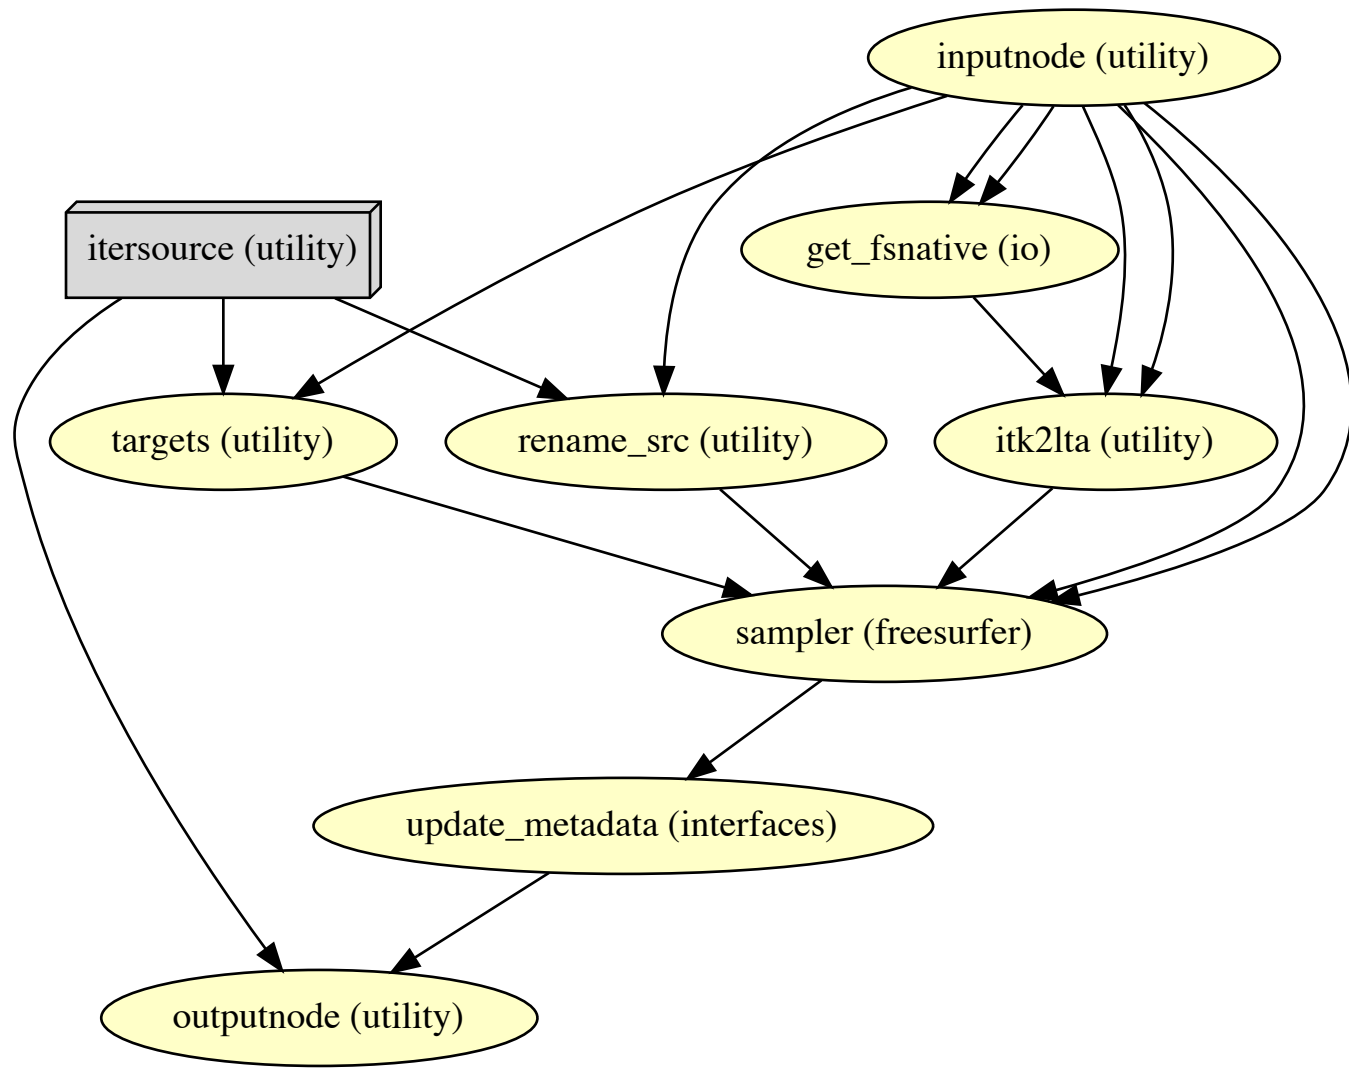 inputnode (utility)
itersource (utility)
get_fsnative (io)
targets (utility)
rename_src (utility)
itk2lta (utility)
sampler (freesurfer)
update_metadata (interfaces)
outputnode (utility)